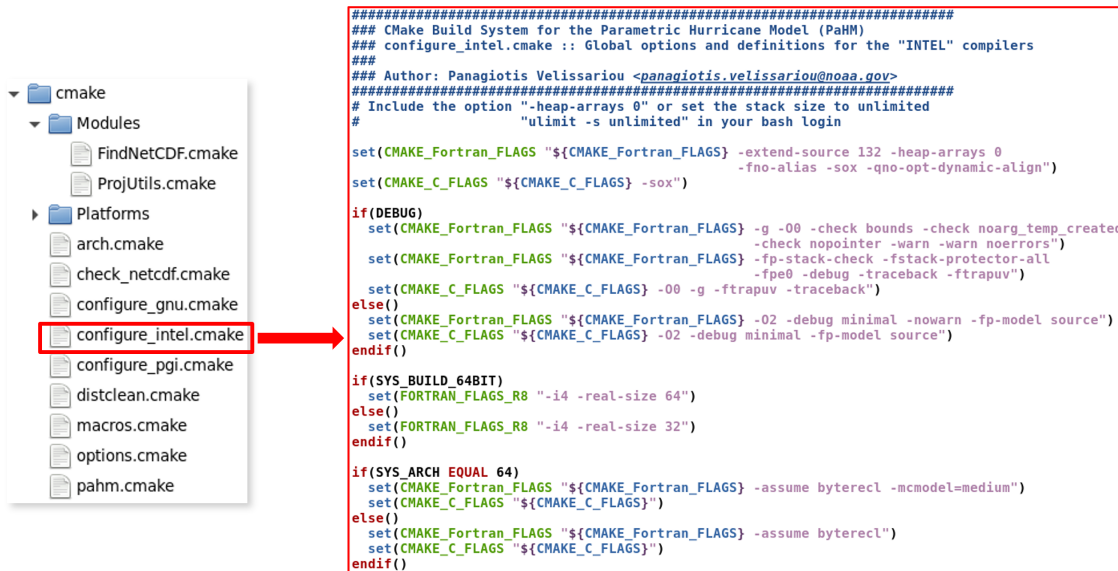 cmake
Modules
FindNetCDF.cmake
ProjUtils.cmake
Platforms
arch.cmake
check_netcdf.cmake
configure_gnu.cmake
configure_intel.cmake
configure_pgi.cmake
distclean.cmake
macros.cmake
options.cmake
pahm.cmake
###########################################################################
### CMake Build System for the Parametric Hurricane Model (PaHM)
### configure_intel.cmake :: Global options and definitions for the "INTEL" compilers
###
### Author: Panagiotis Velissariou <panagiotis.velissariou@noaa.gov>
###########################################################################
# Include the option "-heap-arrays 0" or set the stack size to unlimited
#                    "ulimit -s unlimited" in your bash login
set(CMAKE_Fortran_FLAGS "${CMAKE_Fortran_FLAGS} -extend-source 132 -heap-arrays 0
                                                -fno-alias -sox -qno-opt-dynamic-align")
set(CMAKE_C_FLAGS "${CMAKE_C_FLAGS} -sox")
if(DEBUG)
  set(CMAKE_Fortran_FLAGS "${CMAKE_Fortran_FLAGS} -g -O0 -check bounds -check noarg_temp_created
                                                  -check nopointer -warn -warn noerrors")
  set(CMAKE_Fortran_FLAGS "${CMAKE_Fortran_FLAGS} -fp-stack-check -fstack-protector-all
                                                  -fpe0 -debug -traceback -ftrapuv")
  set(CMAKE_C_FLAGS "${CMAKE_C_FLAGS} -O0 -g -ftrapuv -traceback")
else()
  set(CMAKE_Fortran_FLAGS "${CMAKE_Fortran_FLAGS} -O2 -debug minimal -nowarn -fp-model source")
  set(CMAKE_C_FLAGS "${CMAKE_C_FLAGS} -O2 -debug minimal -fp-model source")
endif()
if(SYS_BUILD_64BIT)
  set(FORTRAN_FLAGS_R8 "-i4 -real-size 64")
else()
  set(FORTRAN_FLAGS_R8 "-i4 -real-size 32")
endif()
if(SYS_ARCH EQUAL 64)
  set(CMAKE_Fortran_FLAGS "${CMAKE_Fortran_FLAGS} -assume byterecl -mcmodel=medium")
  set(CMAKE_C_FLAGS "${CMAKE_C_FLAGS}")
else()
  set(CMAKE_Fortran_FLAGS "${CMAKE_Fortran_FLAGS} -assume byterecl")
  set(CMAKE_C_FLAGS "${CMAKE_C_FLAGS}")
endif()